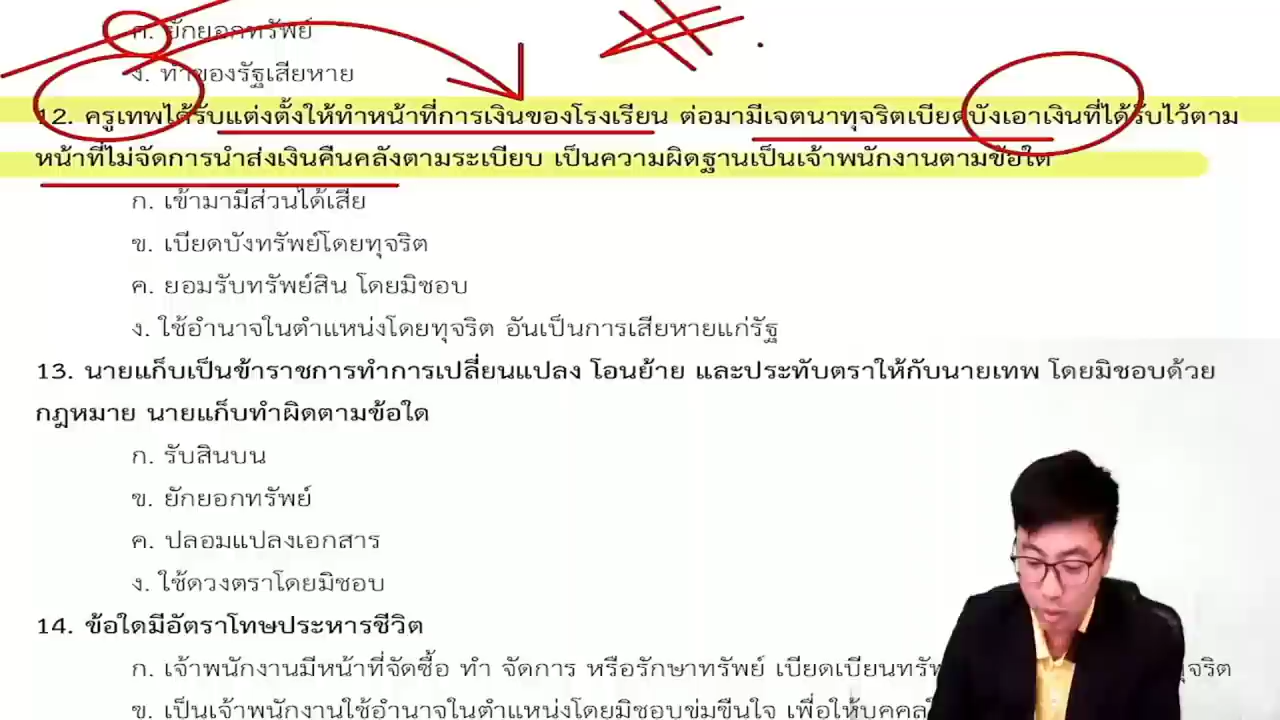 ค. ยักยอกทรัพย์
ง. ทำของรัฐเสียหาย
12. ครูเทพได้รับแต่งตั้งให้ทำหน้าที่การเงินของโรงเรียน ต่อมามีเจตนาทุจริตเบียดบังเอาเงินที่ได้รับไว้ตาม
หน้าที่ไม่จัดการนำส่งเงินคืนคลังตามระเบียบ เป็นความผิดฐานเป็นเจ้าพนักงานตามข้อใด
ก. เข้ามามีส่วนได้เสีย
ข. เบียดบังทรัพย์โดยทุจริต
ค. ยอมรับทรัพย์สิน โดยมิชอบ
ง. ใช้อำนาจในตำแหน่งโดยทุจริต อันเป็นการเสียหายแก่รัฐ
13. นายแก็บเป็นข้าราชการทำการเปลี่ยนแปลง โอนย้าย และประทับตราให้กับนายเทพ โดยมิชอบด้วย
กฎหมาย นายแก็บทำผิดตามข้อใด
ก. รับสินบน
ข. ยักยอกทรัพย์
ค. ปลอมแปลงเอกสาร
ง. ใช้ดวงตราโดยมิชอบ
14. ข้อใดมีอัตราโทษประหารชีวิต
ก. เจ้าพนักงานมีหน้าที่จัดซื้อ ทำ จัดการ หรือรักษาทรัพย์ เบียดเบียนทรัพ
ข. เป็นเจ้าพนักงานใช้อำนาจในตำแหน่งโดยมิชอบข่มขืนใจ เพื่อให้บุคคล